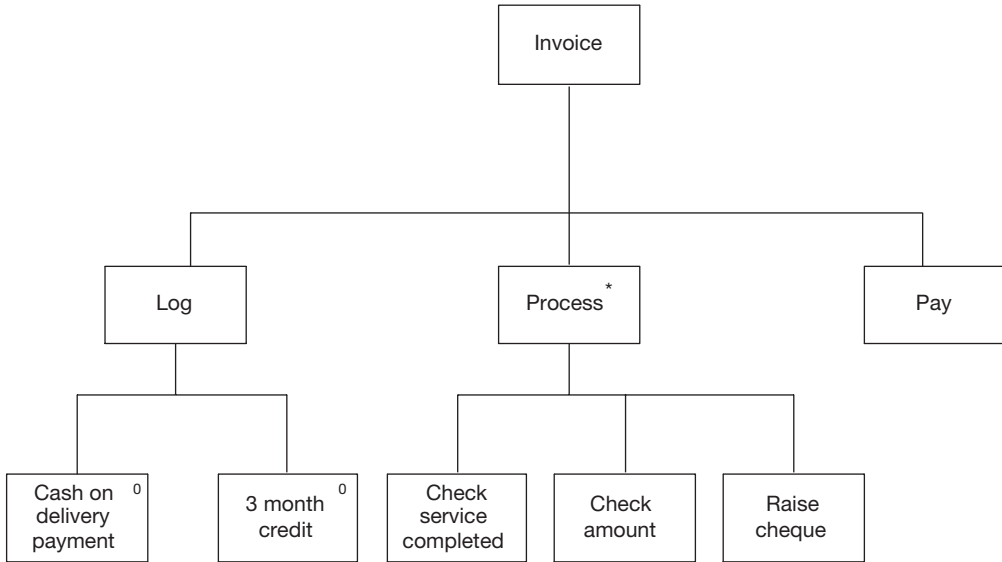 Invoice
Log
Process *
Pay
Cash on 0
delivery
payment
3 month 0
credit
Check
service
completed
Check
amount
Raise
cheque